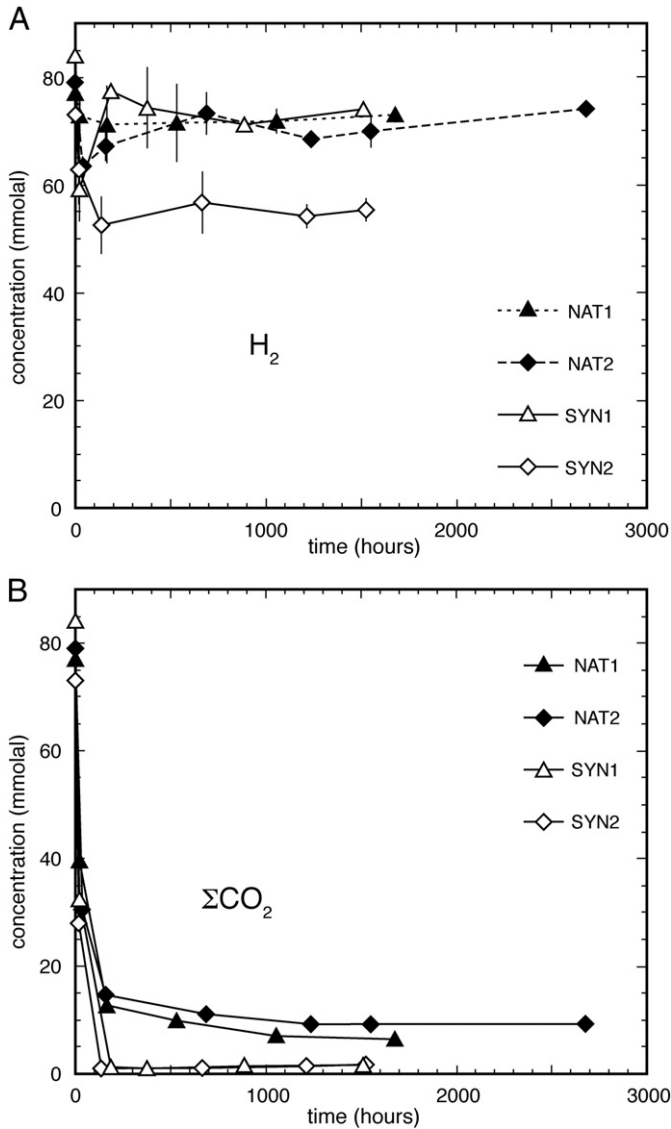 A
concentration (mmolal)
80
60
40
20
0
H₂
NAT1
NAT2
SYN1
SYN2
0 1000 2000 3000
time (hours)
B
concentration (mmolal)
80
60
40
20
0
ΣCO₂
NAT1
NAT2
SYN1
SYN2
0 1000 2000 3000
time (hours)